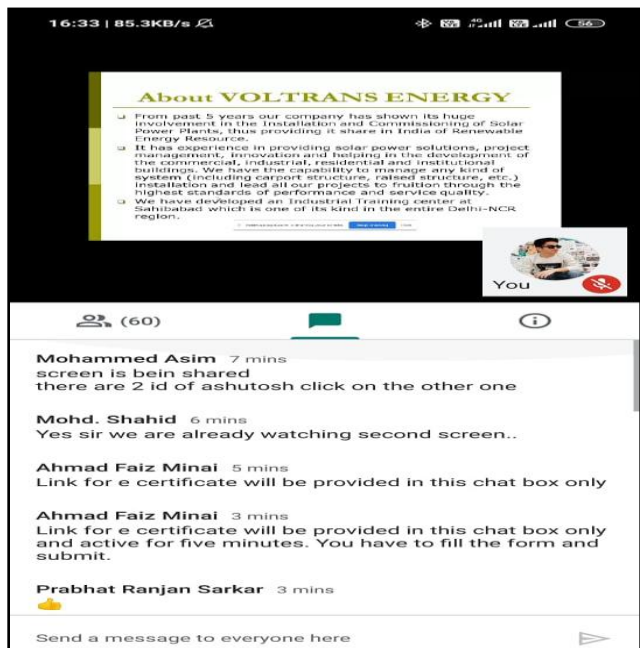 16:33 | 85.3KB/s
56
About VOLTRANS ENERGY
From past 5 years our company has shown its huge
involvement in the Installation and Commissioning of Solar
Power Plants, thus providing it share in India of Renewable
Energy Resource.
It has experience in providing solar power solutions, project
management, innovation and helping in the development of
the commercial, industrial, residential and institutional
buildings. We have the capability to manage any kind of
system (including carport structure, raised structure, etc.)
installation and lead all our projects to fruition through the
highest standards of performance and service quality.
We have developed an Industrial Training center at
Sahibabad which is one of its kind in the entire Delhi-NCR
region.
You
(60)
Mohammed Asim 7 mins
screen is bein shared
there are 2 id of ashutosh click on the other one
Mohd. Shahid 6 mins
Yes sir we are already watching second screen..
Ahmad Faiz Minai 5 mins
Link for e certificate will be provided in this chat box only
Ahmad Faiz Minai 3 mins
Link for e certificate will be provided in this chat box only
and active for five minutes. You have to fill the form and
submit.
Prabhat Ranjan Sarkar 3 mins
👍
Send a message to everyone here